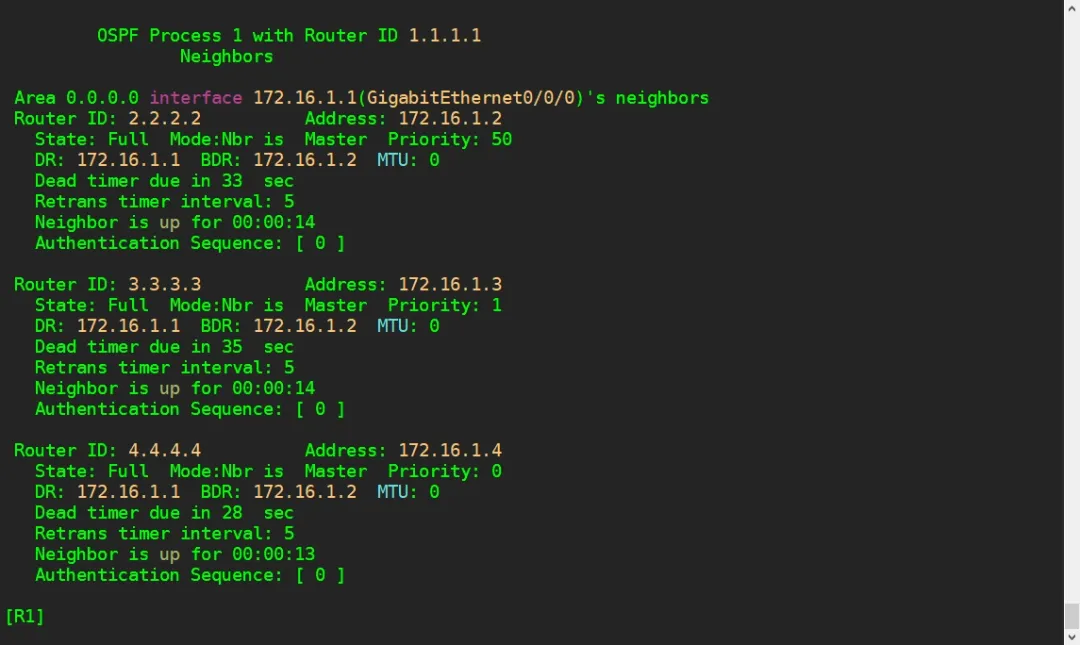 OSPF Process 1 with Router ID 1.1.1.1
Neighbors
Area 0.0.0.0 interface 172.16.1.1(GigabitEthernet0/0/0)'s neighbors
Router ID: 2.2.2.2          Address: 172.16.1.2
State: Full  Mode:Nbr is  Master  Priority: 50
DR: 172.16.1.1  BDR: 172.16.1.2  MTU: 0
Dead timer due in 33  sec
Retrans timer interval: 5
Neighbor is up for 00:00:14
Authentication Sequence: [ 0 ]
Router ID: 3.3.3.3          Address: 172.16.1.3
State: Full  Mode:Nbr is  Master  Priority: 1
DR: 172.16.1.1  BDR: 172.16.1.2  MTU: 0
Dead timer due in 35  sec
Retrans timer interval: 5
Neighbor is up for 00:00:14
Authentication Sequence: [ 0 ]
Router ID: 4.4.4.4          Address: 172.16.1.4
State: Full  Mode:Nbr is  Master  Priority: 0
DR: 172.16.1.1  BDR: 172.16.1.2  MTU: 0
Dead timer due in 28  sec
Retrans timer interval: 5
Neighbor is up for 00:00:13
Authentication Sequence: [ 0 ]
[R1]